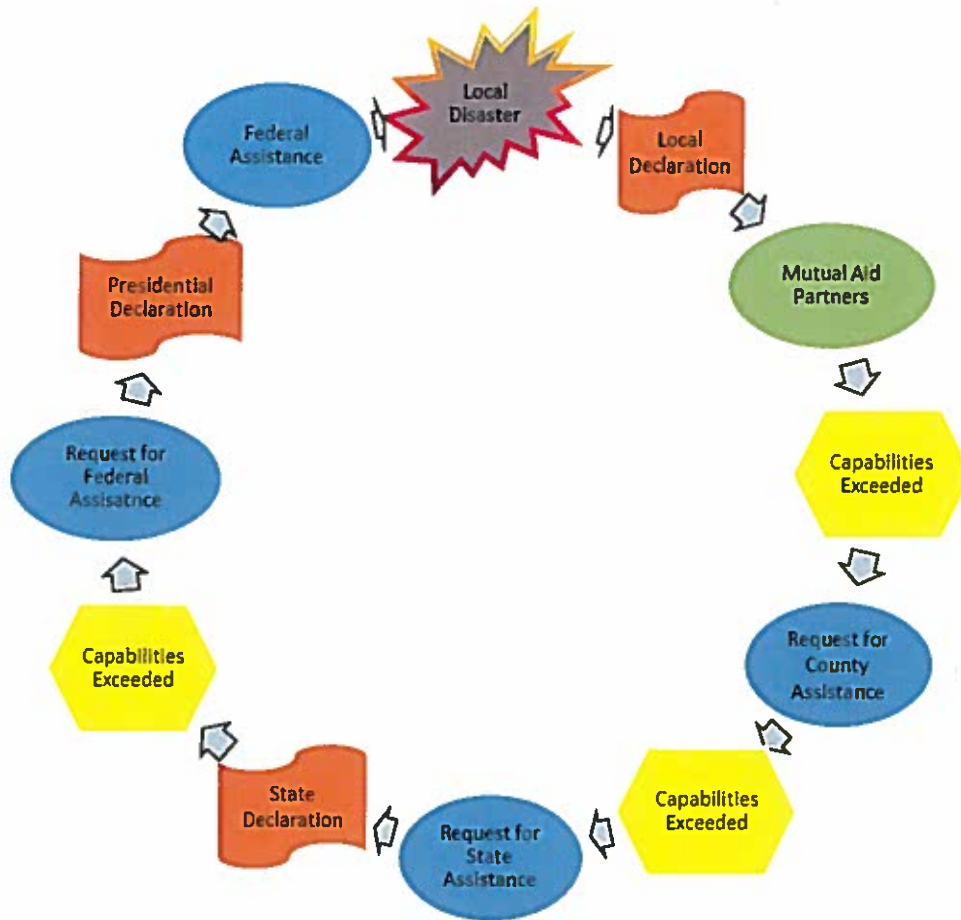 Local
Disaster
Local
Declaration
Mutual Aid
Partners
Capabilities
Exceeded
Request for
County
Assistance
Capabilities
Exceeded
Request for
State
Assistance
State
Declaration
Capabilities
Exceeded
Request for
Federal
Assisatnce
Presidential
Declaration
Federal
Assistance